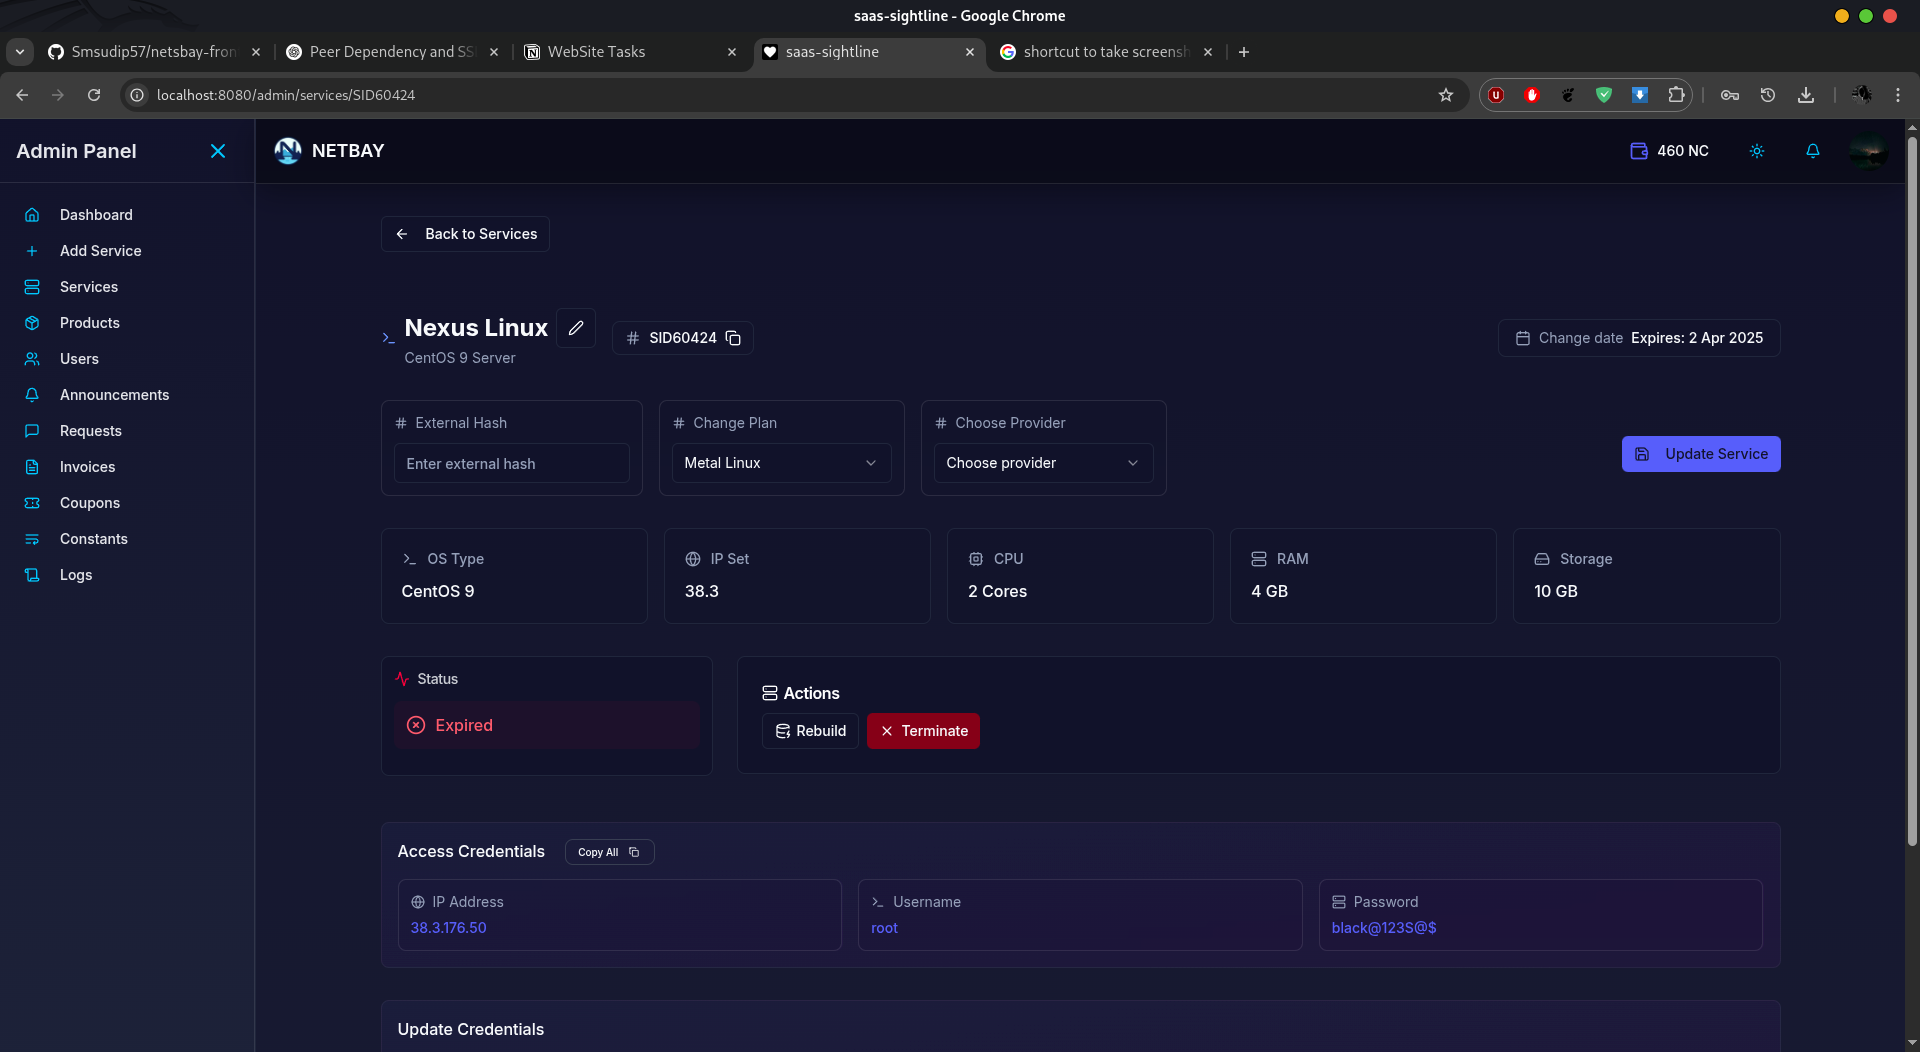 saas-sightline - Google Chrome
Smsudip57/netsbay-fron
Peer Dependency and SS
WebSite Tasks
saas-sightline
shortcut to take screensh
localhost:8080/admin/services/SID60424
Admin Panel
NETBAY
460 NC
Dashboard
Add Service
Services
Products
Users
Announcements
Requests
Invoices
Coupons
Constants
Logs
Back to Services
Nexus Linux
CentOS 9 Server
# SID60424
Change date Expires: 2 Apr 2025
# External Hash
Enter external hash
# Change Plan
Metal Linux
# Choose Provider
Choose provider
Update Service
OS Type
CentOS 9
IP Set
38.3
CPU
2 Cores
RAM
4 GB
Storage
10 GB
Status
Expired
Actions
Rebuild
Terminate
Access Credentials
Copy All
IP Address
38.3.176.50
Username
root
Password
black@123S@$
Update Credentials